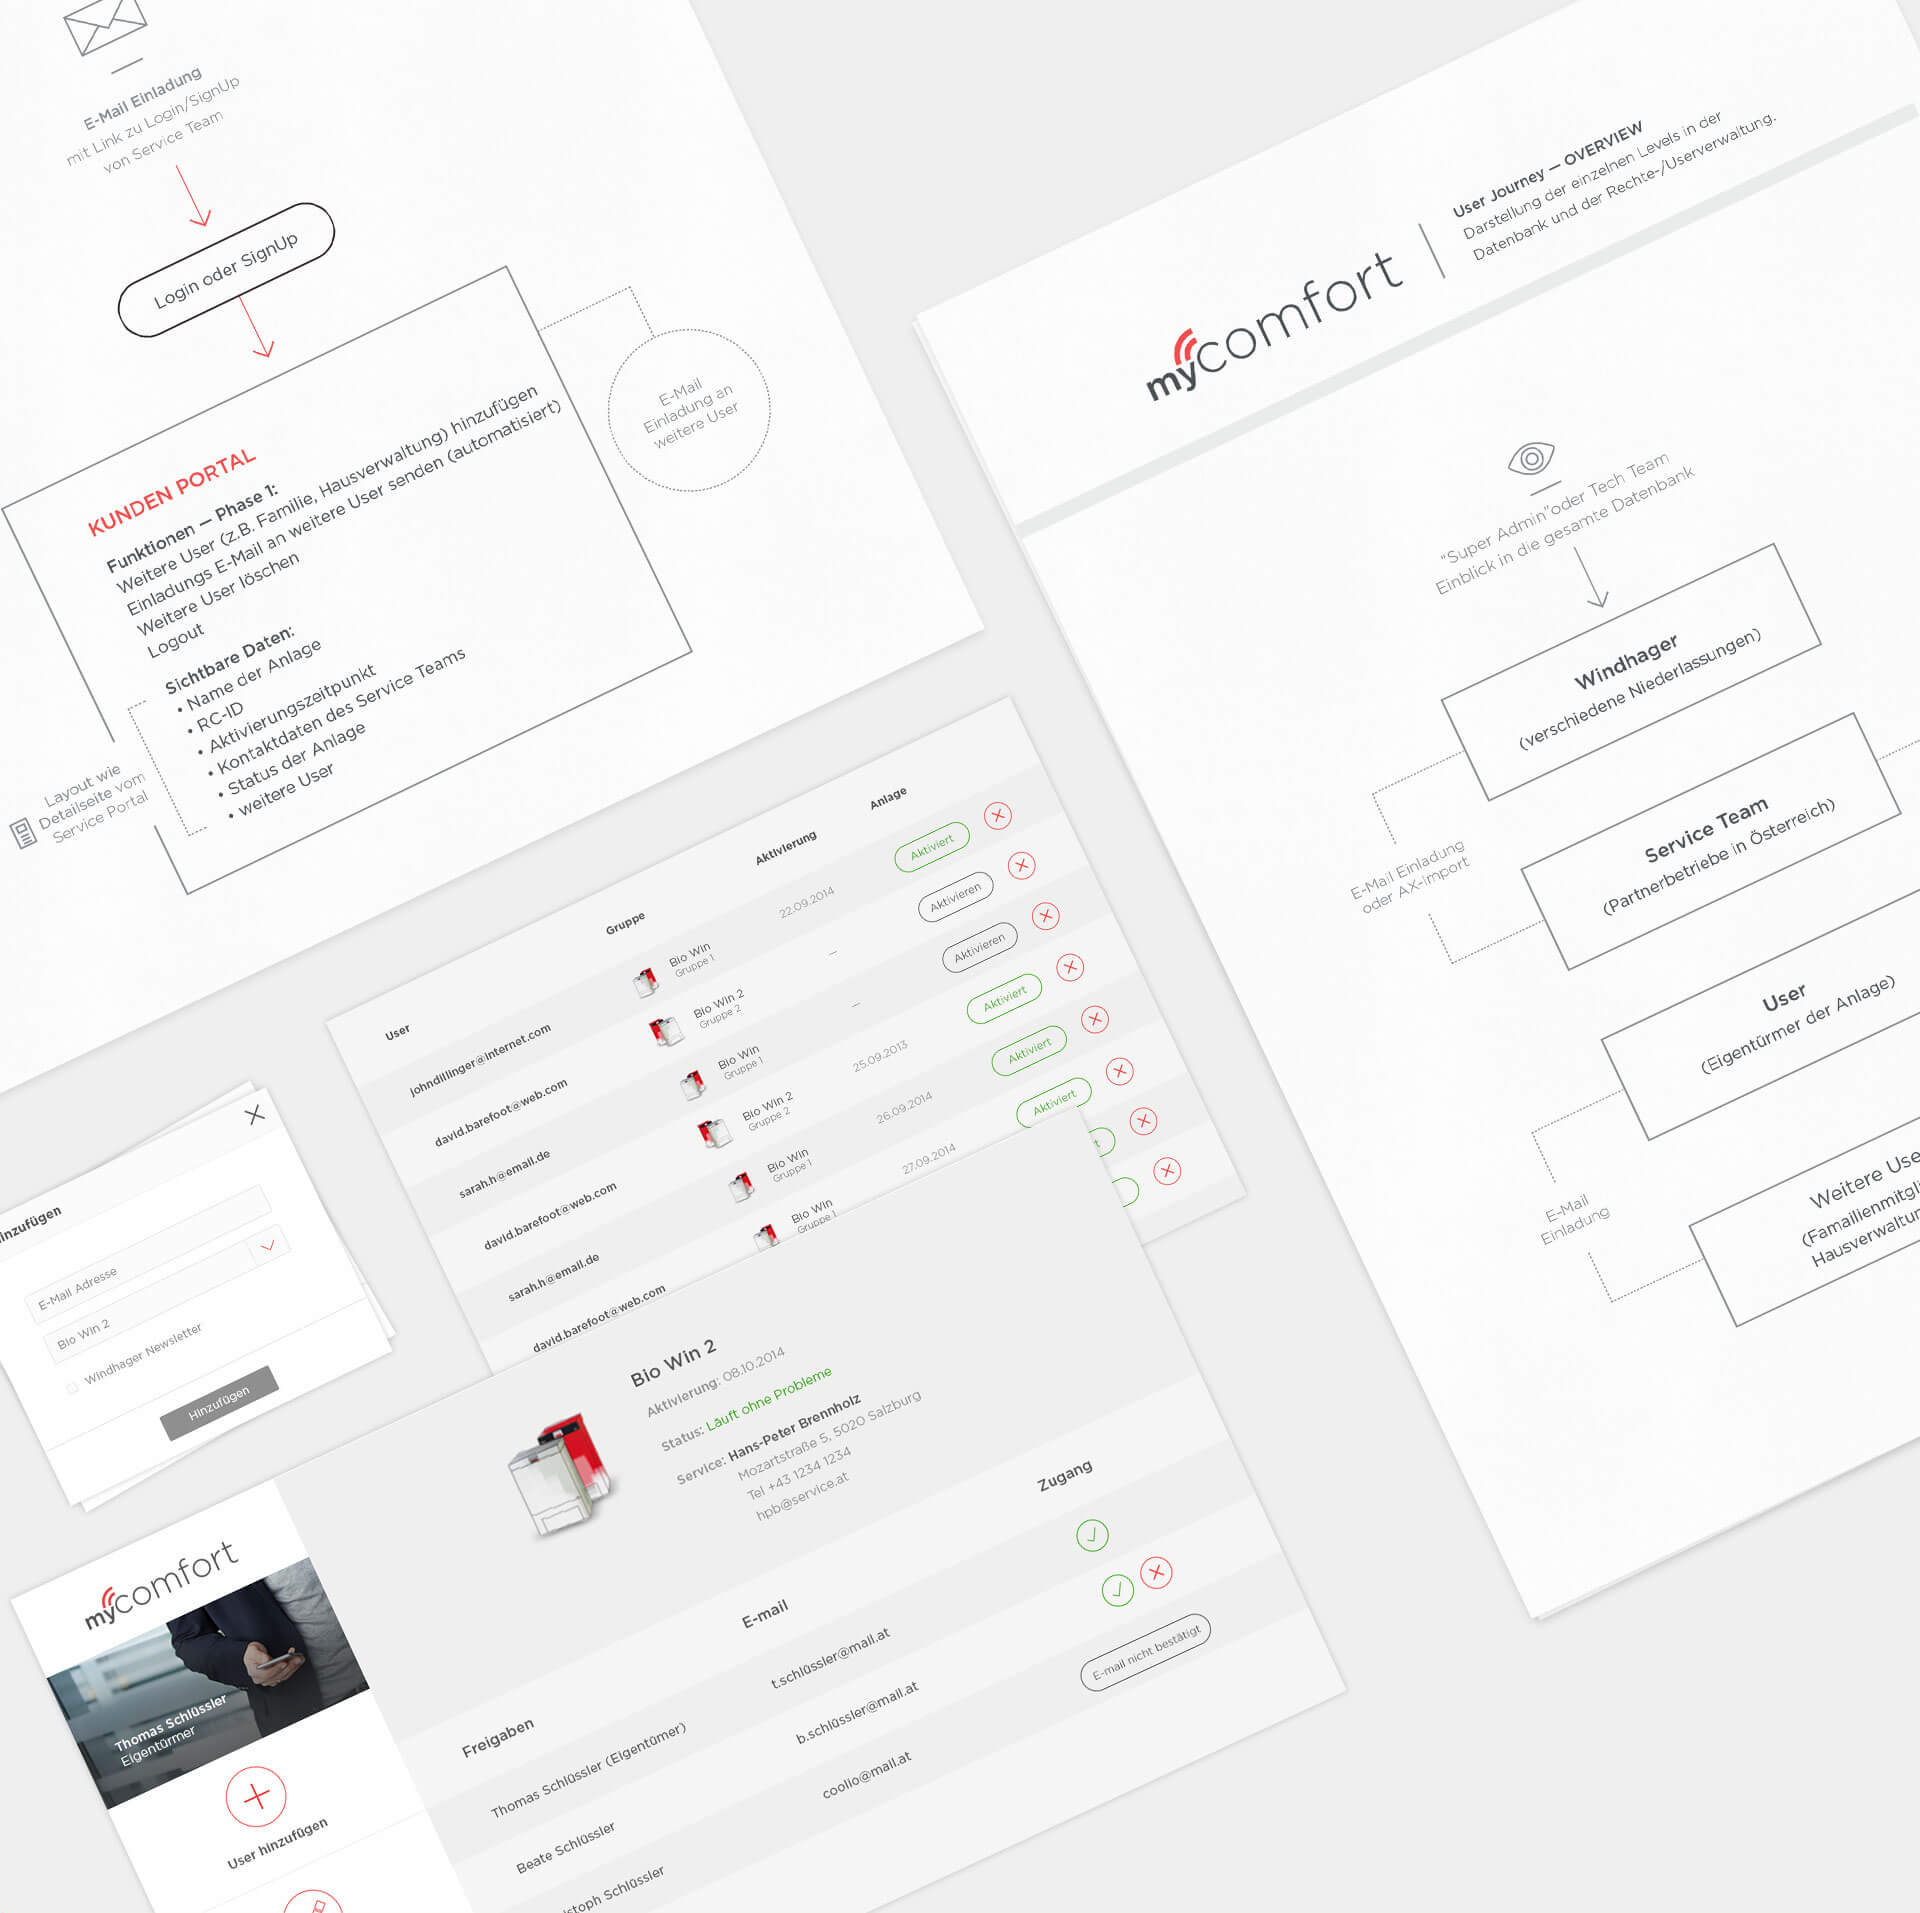 E-Mail Einladung
mit Link zu Login/SignUp
von Service Team
Login oder SignUp
KUNDEN PORTAL
Funktionen — Phase 1:
Weitere User (z.B. Familie, Hausverwaltung) hinzufügen
Einladungs E-Mail an weitere User senden (automatisiert)
Weitere User löschen
Logout
Sichtbare Daten:
• Name der Anlage
• RC-ID
• Aktivierungszeitpunkt
• Kontaktdaten des Service Teams
• Status der Anlage
• weitere User
Layout wie
Detailseite vom
Service Portal
E-Mail
Einladung an
weitere User
mycomfort
User Journey — OVERVIEW
Darstellung der einzelnen Levels in der
Datenbank und der Rechte-/Userverwaltung.
"Super Admin"oder Tech Team
Einblick in die gesamte Datenbank
Windhager
(verschiedene Niederlassungen)
Service Team
(Partnerbetriebe in Österreich)
E-Mail Einladung
oder AX-import
User
(Eigentürmer der Anlage)
E-Mail
Einladung
Weitere Use
(Famailienmitgli
Hausverwaltun
User Gruppe Aktivierung Anlage
johndillinger@internet.com Bio Win Gruppe 1 22.09.2014 Aktiviert
david.barefoot@web.com Bio Win 2 Gruppe 2 — Aktivieren
sarah.h@email.de Bio Win Gruppe 1 — Aktivieren
david.barefoot@web.com Bio Win 2 Gruppe 2 25.09.2013 Aktiviert
sarah.h@email.de Bio Win Gruppe 1 26.09.2014 Aktiviert
david.barefoot@web.com Bio Win Gruppe 1 27.09.2014 Aktiviert
t
inzufügen
E-Mail Adresse
Bio Win 2
Windhager Newsletter
Hinzufügen
mycomfort
Thomas Schlüssler
Eigentürmer
User hinzufügen
Bio Win 2
Aktivierung: 08.10.2014
Status: Läuft ohne Probleme
Service: Hans-Peter Brennholz
Mozartstraße 5, 5020 Salzburg
Tel +43 1234 1234
hpb@service.at
Freigaben E-mail Zugang
Thomas Schlüssler (Eigentümer) t.schlüssler@mail.at
Beate Schlüssler b.schlüssler@mail.at
istoph Schlüssler coolio@mail.at E-mail nicht bestätigt